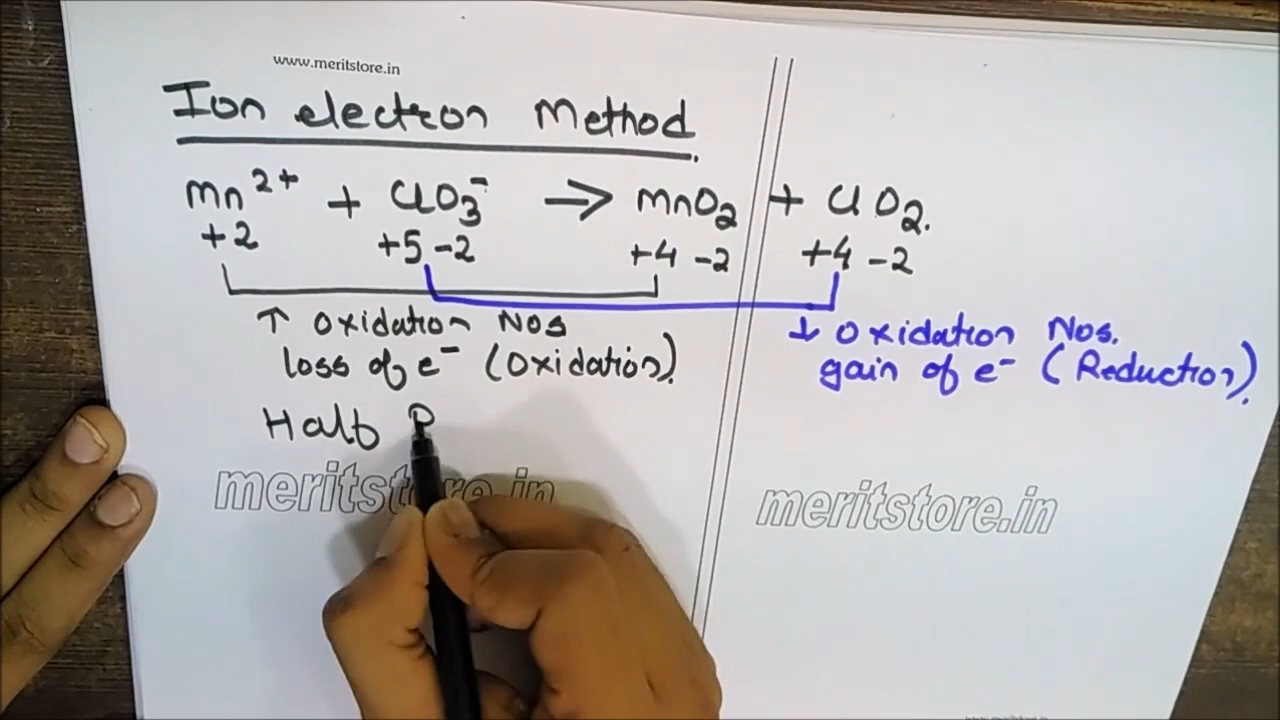 www.meritstore.in
Ion electron Method.
Mn²⁺ + ClO₃⁻ ⇒ MnO₂ + ClO₂.
+2 +5 -2 +4 -2 +4 -2
↑ Oxidation Nos
loss of e⁻ (Oxidation).
↓ Oxidation Nos.
gain of e⁻ (Reduction).
Half
meritstore.in
meritstore.in